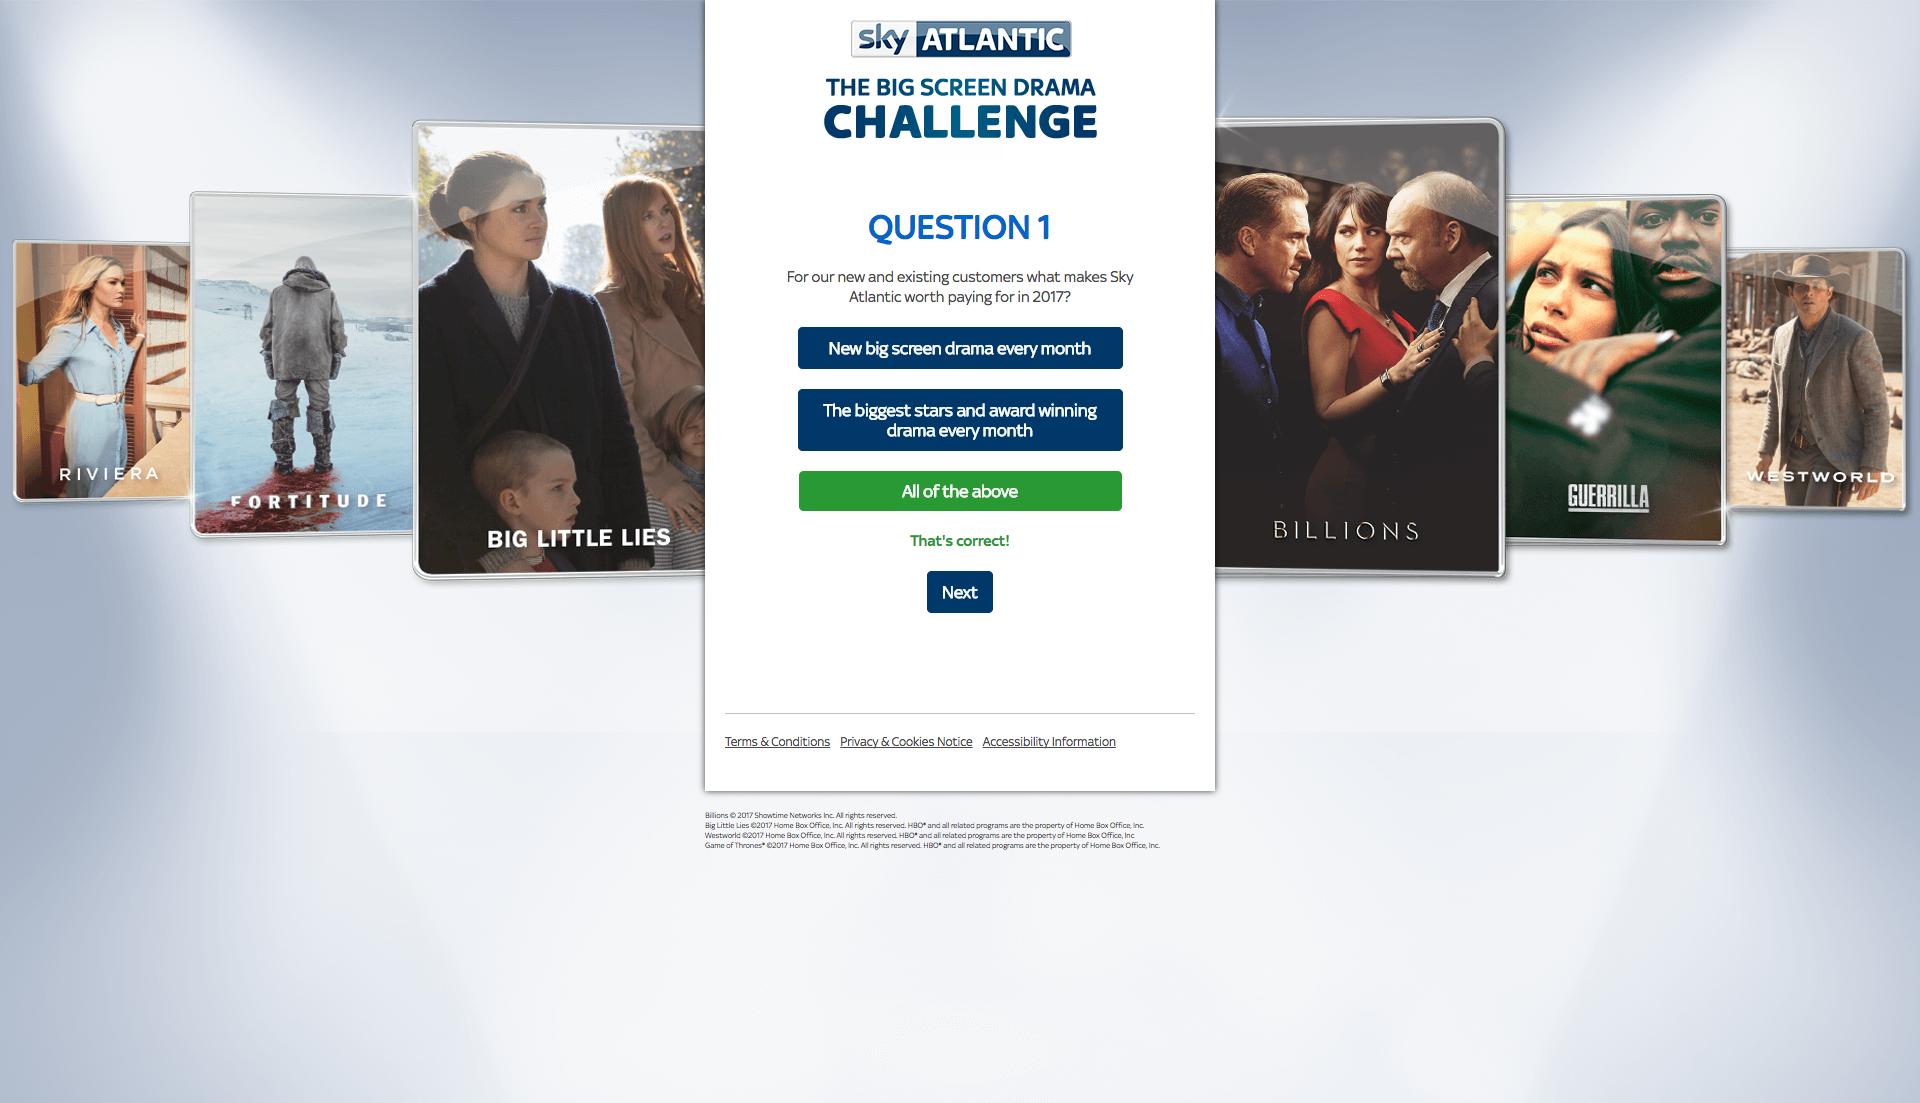 sky ATLANTIC
THE BIG SCREEN DRAMA
CHALLENGE
QUESTION 1
For our new and existing customers what makes Sky
Atlantic worth paying for in 2017?
New big screen drama every month
The biggest stars and award winning
drama every month
All of the above
That's correct!
Next
RIVIERA
FORTITUDE
BIG LITTLE LIES
BILLIONS
GUERRILLA
WESTWORLD
Terms & Conditions Privacy & Cookies Notice Accessibility Information
Billions © 2017 Showtime Networks Inc. All rights reserved.
Big Little Lies ©2017 Home Box Office, Inc. All rights reserved. HBO® and all related programs are the property of Home Box Office, Inc.
Westworld ©2017 Home Box Office, Inc. All rights reserved. HBO® and all related programs are the property of Home Box Office, Inc
Game of Thrones® ©2017 Home Box Office, Inc. All rights reserved. HBO® and all related programs are the property of Home Box Office, Inc.